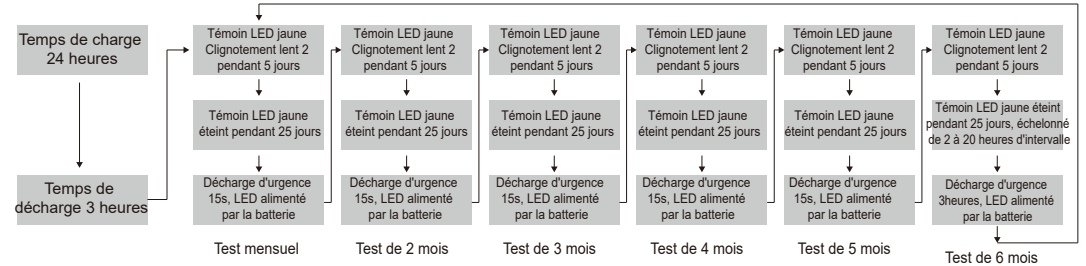 Temps de charge
24 heures
Temps de
décharge 3 heures
Témoin LED jaune
Clignotement lent 2
pendant 5 jours
Témoin LED jaune
éteint pendant 25 jours
Décharge d'urgence
15s, LED alimenté
par la batterie
Test mensuel
Témoin LED jaune
Clignotement lent 2
pendant 5 jours
Témoin LED jaune
éteint pendant 25 jours
Décharge d'urgence
15s, LED alimenté
par la batterie
Test de 2 mois
Témoin LED jaune
Clignotement lent 2
pendant 5 jours
Témoin LED jaune
éteint pendant 25 jours
Décharge d'urgence
15s, LED alimenté
par la batterie
Test de 3 mois
Témoin LED jaune
Clignotement lent 2
pendant 5 jours
Témoin LED jaune
éteint pendant 25 jours
Décharge d'urgence
15s, LED alimenté
par la batterie
Test de 4 mois
Témoin LED jaune
Clignotement lent 2
pendant 5 jours
Témoin LED jaune
éteint pendant 25 jours
Décharge d'urgence
15s, LED alimenté
par la batterie
Test de 5 mois
Témoin LED jaune
Clignotement lent 2
pendant 5 jours
Témoin LED jaune éteint
pendant 25 jours, échelonné
de 2 à 20 heures d'intervalle
Décharge d'urgence
3heures, LED alimenté
par la batterie
Test de 6 mois